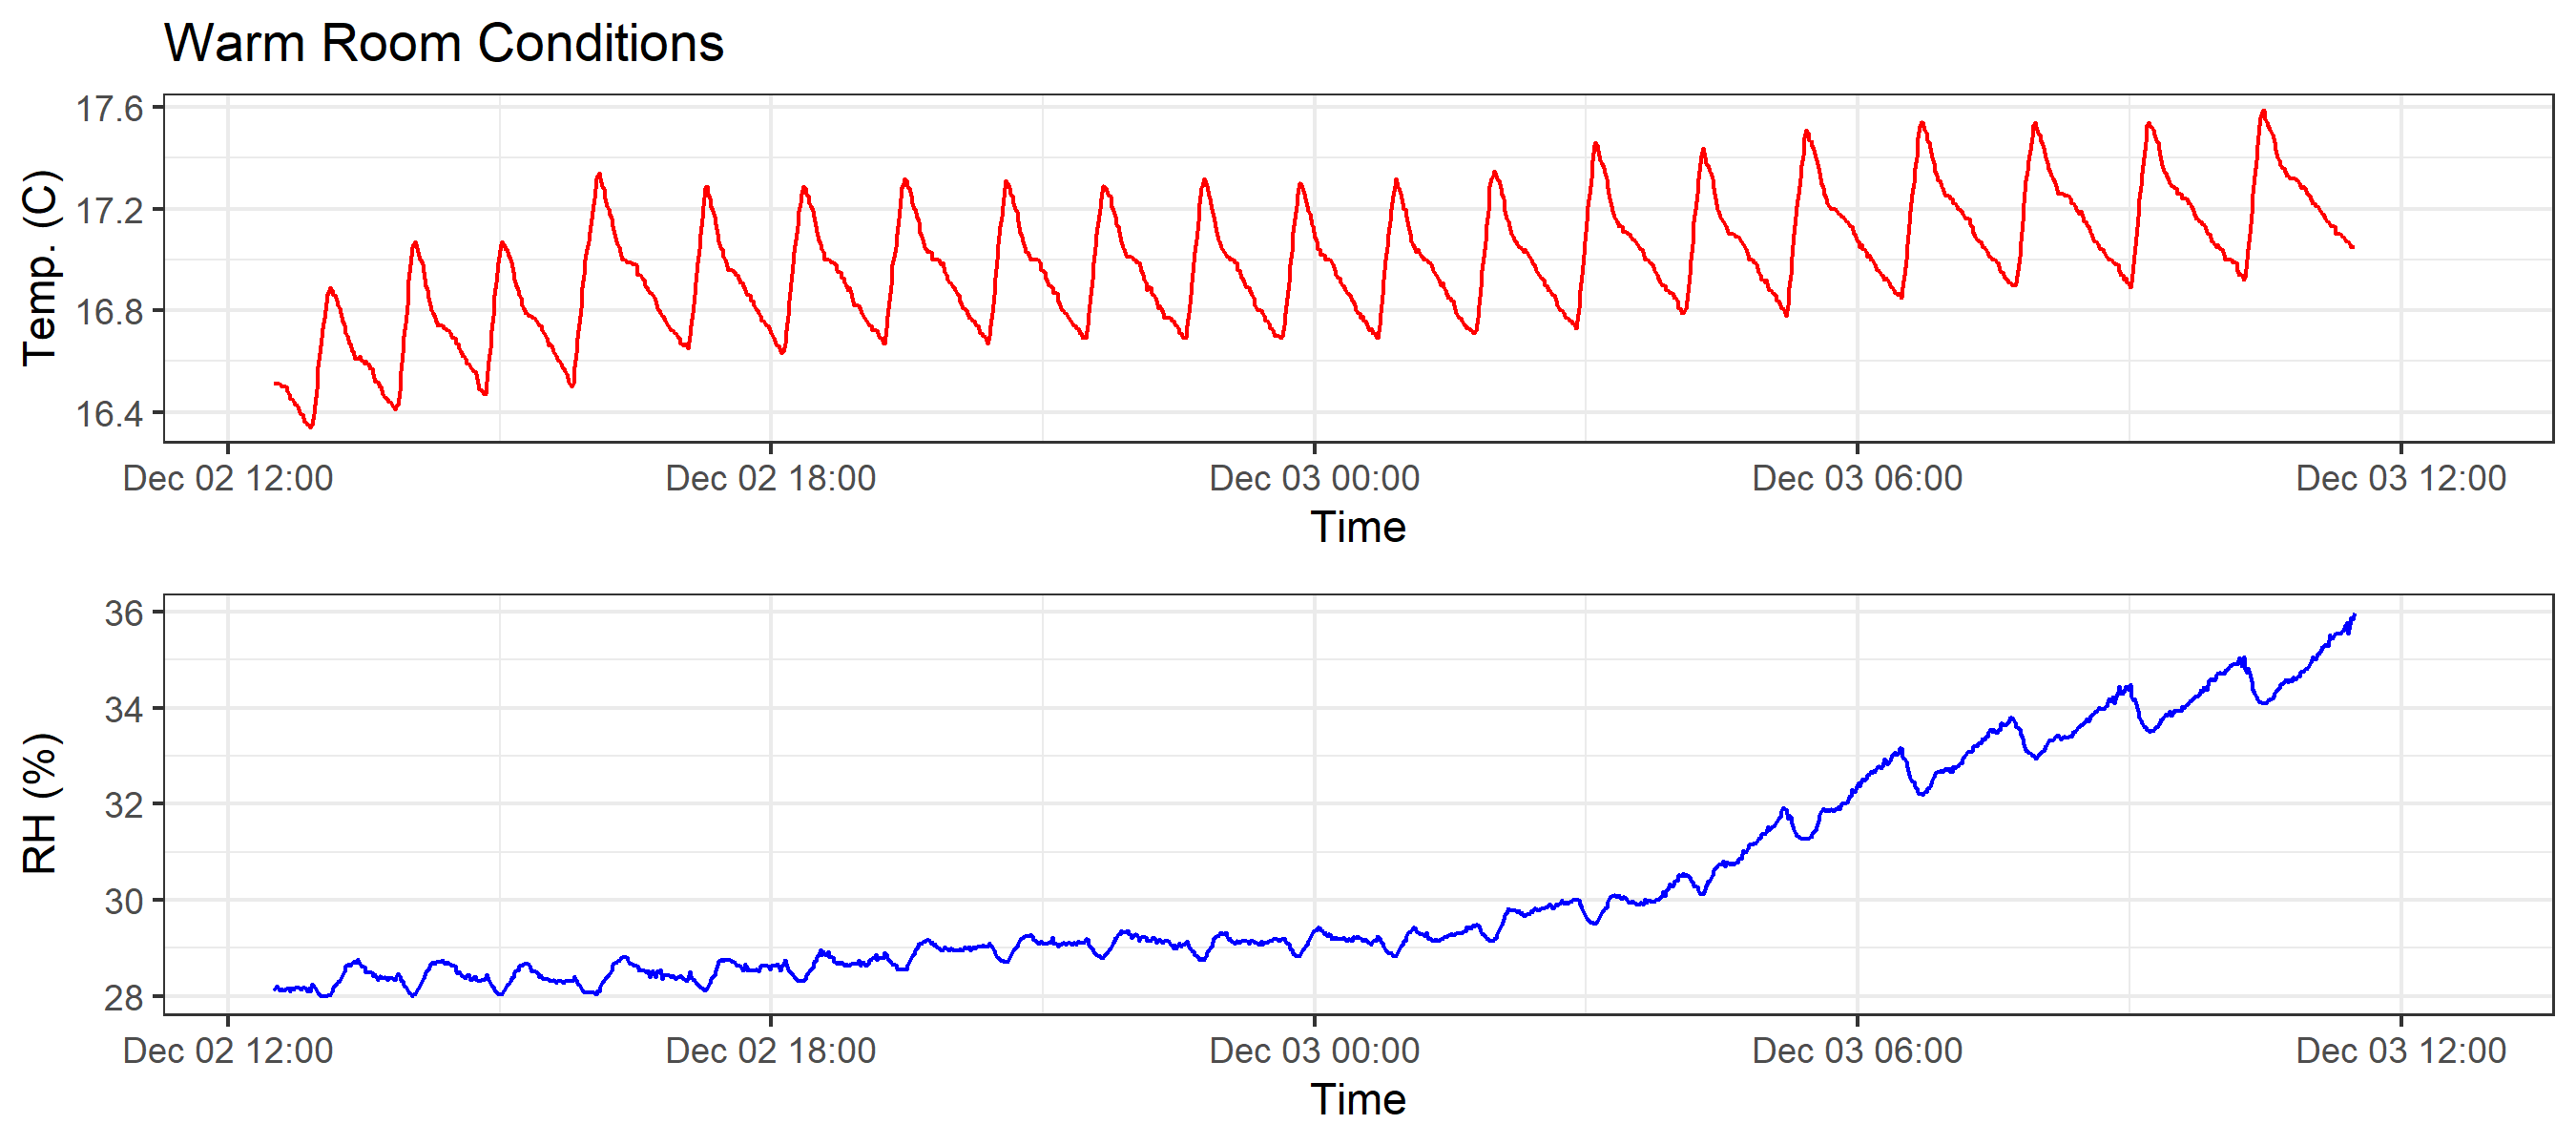 Warm Room Conditions
17.6
17.2
16.8
16.4
Temp. (C)
Dec 02 12:00 Dec 02 18:00 Dec 03 00:00 Dec 03 06:00 Dec 03 12:00
Time
36
34
32
30
28
RH (%)
Dec 02 12:00 Dec 02 18:00 Dec 03 00:00 Dec 03 06:00 Dec 03 12:00
Time